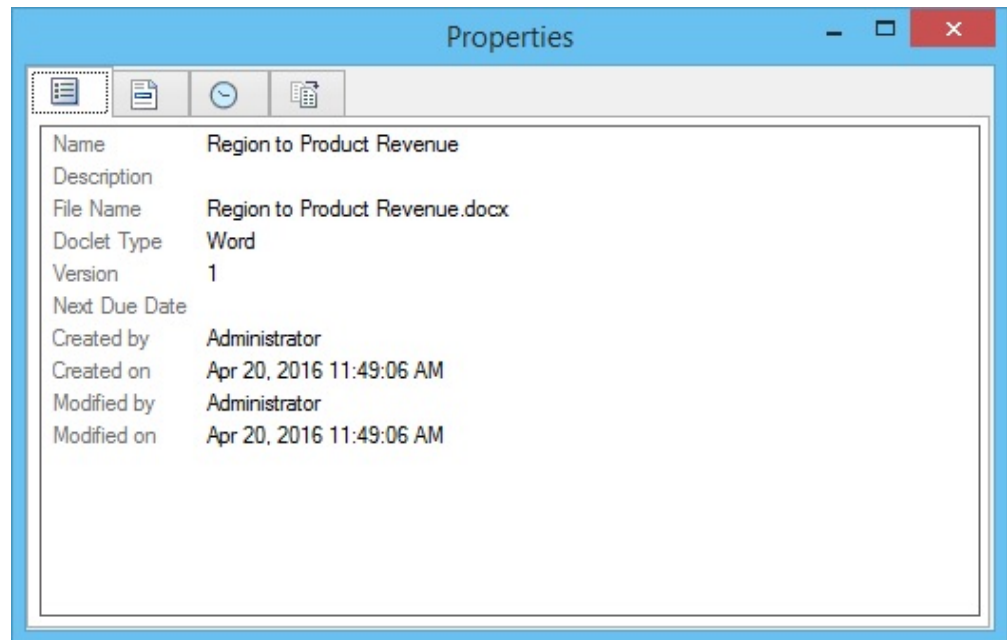 Properties
Name Region to Product Revenue
Description
File Name Region to Product Revenue.docx
Doclet Type Word
Version 1
Next Due Date
Created by Administrator
Created on Apr 20, 2016 11:49:06 AM
Modified by Administrator
Modified on Apr 20, 2016 11:49:06 AM